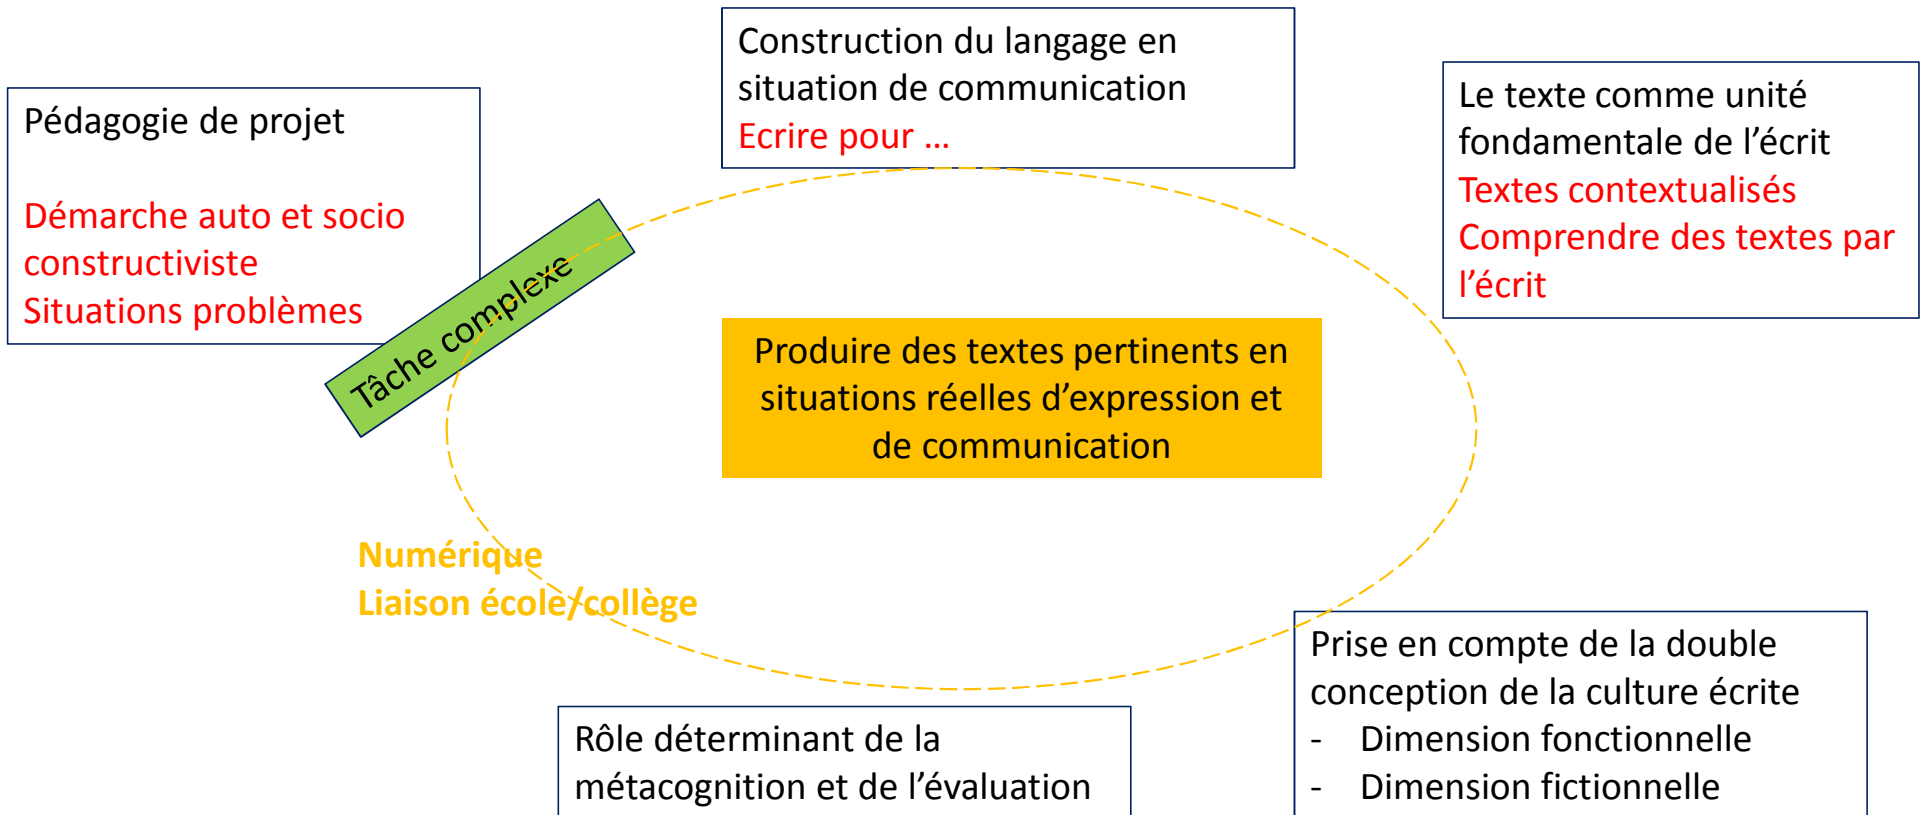 Construction du langage en
situation de communication
Ecrire pour ...
Pédagogie de projet
Démarche auto et socio
constructiviste
Situations problèmes
Le texte comme unité
fondamentale de l’écrit
Textes contextualisés
Comprendre des textes par
l’écrit
Tâche complexe
Produire des textes pertinents en
situations réelles d’expression et
de communication
Numérique
Liaison école/collège
Prise en compte de la double
conception de la culture écrite
- Dimension fonctionnelle
- Dimension fictionnelle
Rôle déterminant de la
métacognition et de l’évaluation